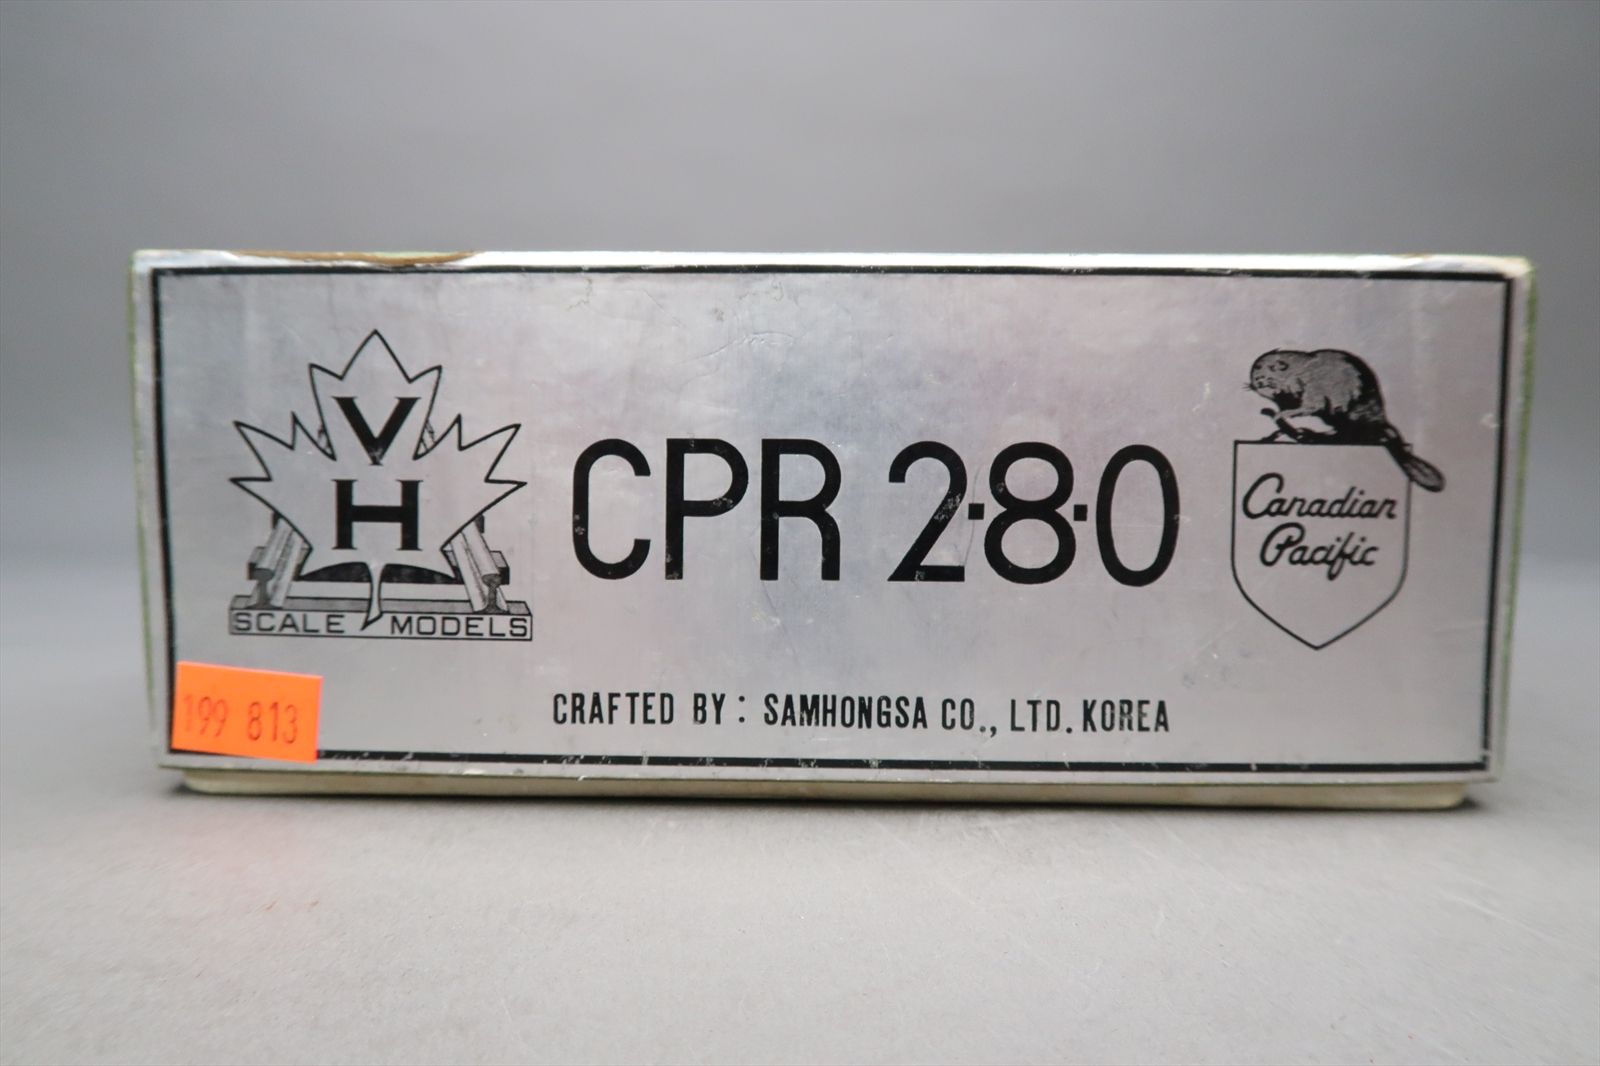 V
H
SCALE MODELS
CPR 2·8·0
Canadian
Pacific
CRAFTED BY: SAMHONGSA CO., LTD. KOREA
199 813